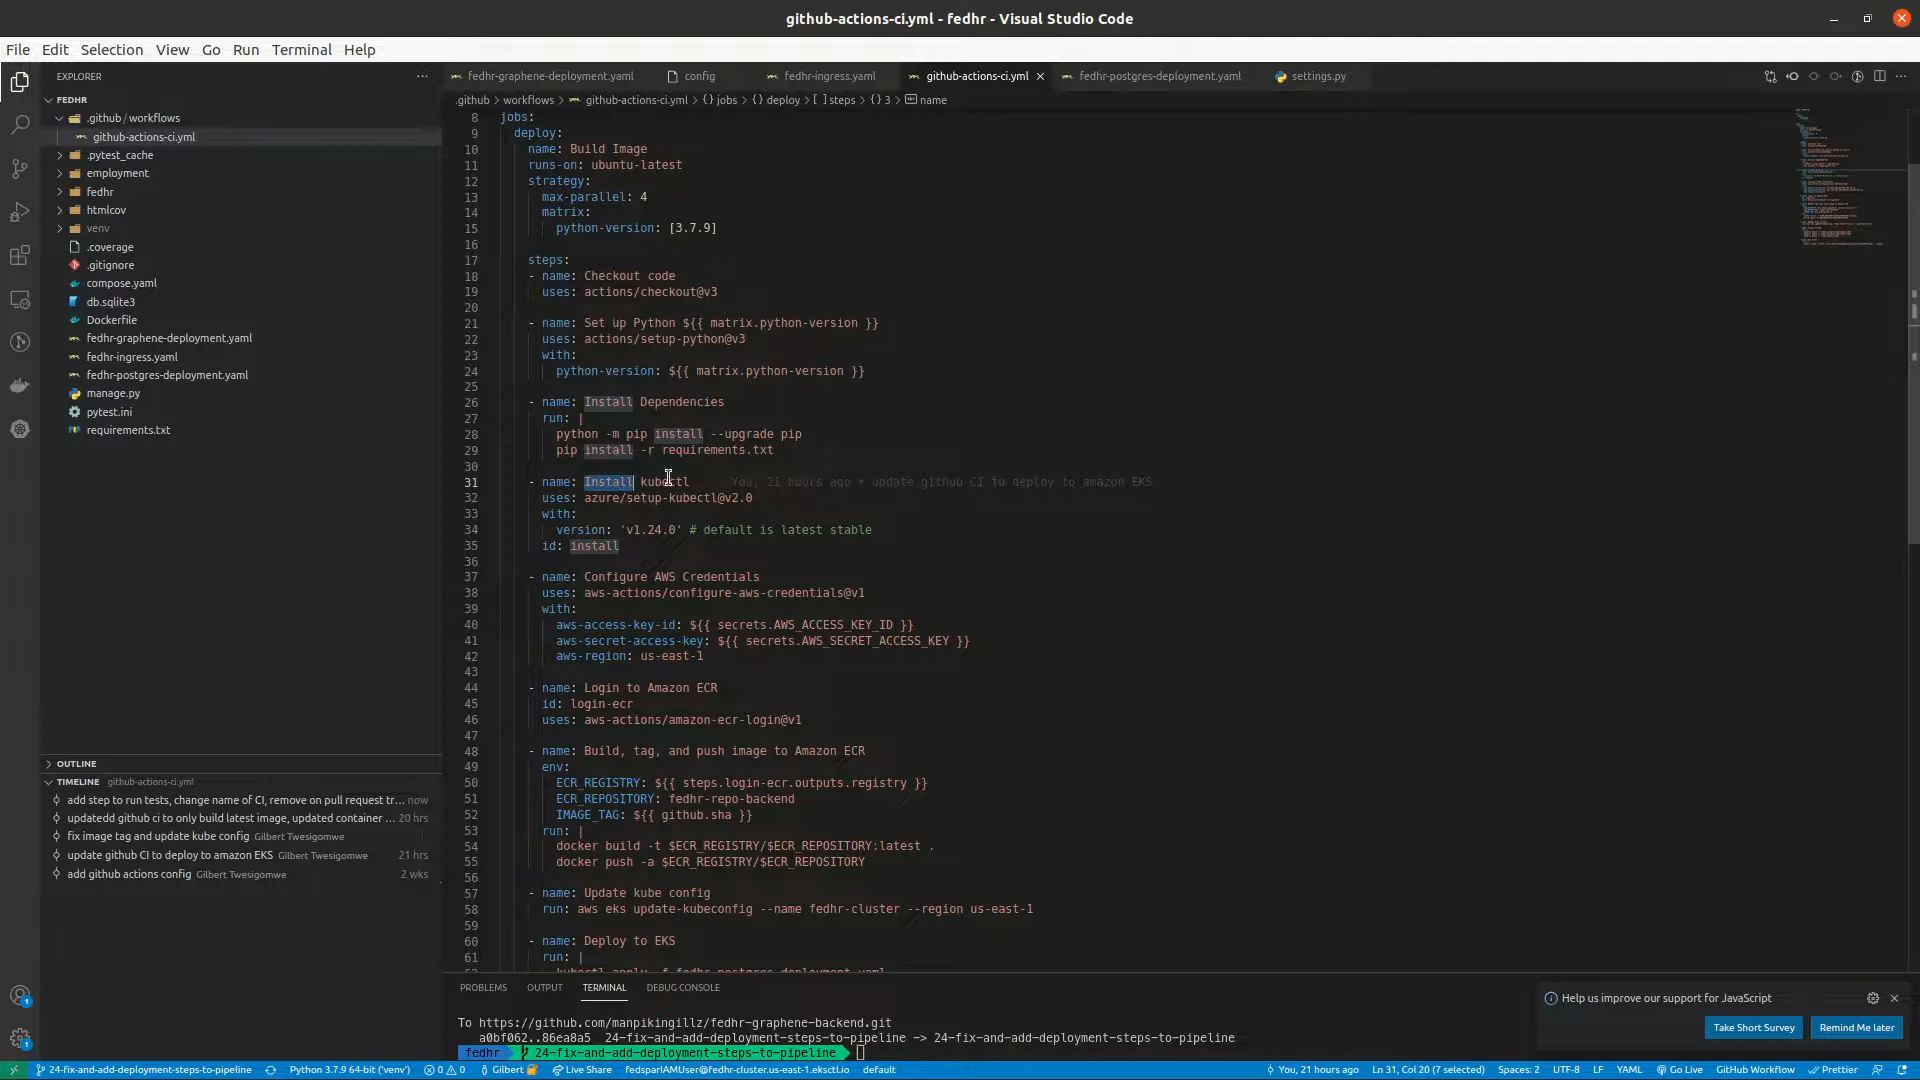 github-actions-ci.yml - fedhr - Visual Studio Code
File Edit Selection View Go Run Terminal Help
EXPLORER
FEDHR
.github / workflows
github-actions-ci.yml
.pytest_cache
employment
fedhr
htmlcov
venv
.coverage
.gitignore
compose.yaml
db.sqlite3
Dockerfile
fedhr-graphene-deployment.yaml
fedhr-ingress.yaml
fedhr-postgres-deployment.yaml
manage.py
pytest.ini
requirements.txt
OUTLINE
TIMELINE github-actions-ci.yml
add step to run tests, change name of CI, remove on pull request tr... now
updatedd github ci to only build latest image, updated container ... 20 hrs
fix image tag and update kube config Gilbert Twesigomwe
update github CI to deploy to amazon EKS Gilbert Twesigomwe 21 hrs
add github actions config Gilbert Twesigomwe 2 wks
fedhr-graphene-deployment.yaml config fedhr-ingress.yaml github-actions-ci.yml fedhr-postgres-deployment.yaml settings.py
.github > workflows > github-actions-ci.yml > {} jobs > {} deploy > [ ] steps > {} 3 > name
8 jobs:
9 deploy:
10 name: Build Image
11 runs-on: ubuntu-latest
12 strategy:
13 max-parallel: 4
14 matrix:
15 python-version: [3.7.9]
16
17 steps:
18 - name: Checkout code
19 uses: actions/checkout@v3
20
21 - name: Set up Python ${{ matrix.python-version }}
22 uses: actions/setup-python@v3
23 with:
24 python-version: ${{ matrix.python-version }}
25
26 - name: Install Dependencies
27 run: |
28 python -m pip install --upgrade pip
29 pip install -r requirements.txt
30
31 - name: Install kubectl You, 21 hours ago • update github CI to deploy to amazon EKS
32 uses: azure/setup-kubectl@v2.0
33 with:
34 version: 'v1.24.0' # default is latest stable
35 id: install
36
37 - name: Configure AWS Credentials
38 uses: aws-actions/configure-aws-credentials@v1
39 with:
40 aws-access-key-id: ${{ secrets.AWS_ACCESS_KEY_ID }}
41 aws-secret-access-key: ${{ secrets.AWS_SECRET_ACCESS_KEY }}
42 aws-region: us-east-1
43
44 - name: Login to Amazon ECR
45 id: login-ecr
46 uses: aws-actions/amazon-ecr-login@v1
47
48 - name: Build, tag, and push image to Amazon ECR
49 env:
50 ECR_REGISTRY: ${{ steps.login-ecr.outputs.registry }}
51 ECR_REPOSITORY: fedhr-repo-backend
52 IMAGE_TAG: ${{ github.sha }}
53 run: |
54 docker build -t $ECR_REGISTRY/$ECR_REPOSITORY:latest .
55 docker push -a $ECR_REGISTRY/$ECR_REPOSITORY
56
57 - name: Update kube config
58 run: aws eks update-kubeconfig --name fedhr-cluster --region us-east-1
59
60 - name: Deploy to EKS
61 run: |
kubectl apply -f fedhr-postgres-deployment.yaml
PROBLEMS OUTPUT TERMINAL DEBUG CONSOLE
To https://github.com/manpikingillz/fedhr-graphene-backend.git
a0bf062..86ea8a5 24-fix-and-add-deployment-steps-to-pipeline -> 24-fix-and-add-deployment-steps-to-pipeline
fedhr 24-fix-and-add-deployment-steps-to-pipeline
Help us improve our support for JavaScript
Take Short Survey Remind Me later
24-fix-and-add-deployment-steps-to-pipeline Python 3.7.9 64-bit ('venv') 0 0 Gilbert Live Share fedsparIAMUser@fedhr-cluster.us-east-1.eksctl.io default You, 21 hours ago Ln 31, Col 20 (7 selected) Spaces: 2 UTF-8 LF YAML Go Live GitHub Workflow Prettier